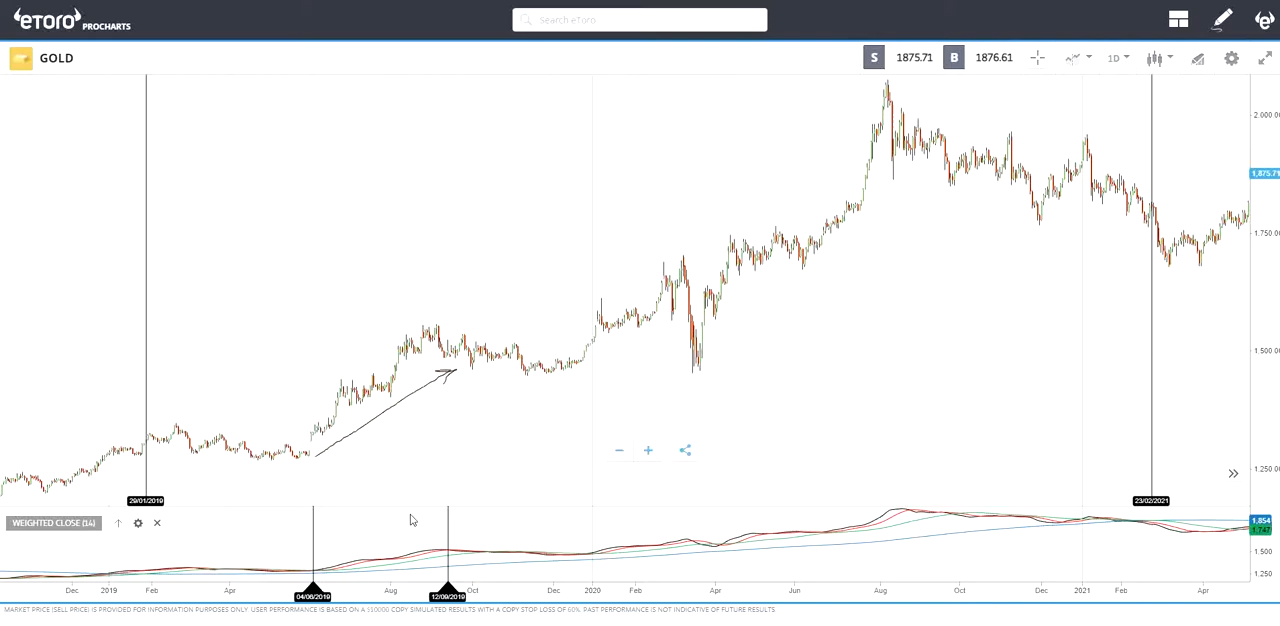 eToro PROCHARTS
Search eToro
GOLD
S 1875.71 B 1876.61
1D
2.000.00
1,875.71
1.750.00
1.500.00
1.250.00
29/01/2019
23/02/2021
WEIGHTED CLOSE (14)
1,854
1,747
1.500
1.250
Dec 2019 Feb Apr Aug Oct Dec 2020 Feb Apr Jun Aug Oct Dec 2021 Feb Apr
04/06/2019 12/09/2019
MARKET PRICE (SELL PRICE) IS PROVIDED FOR INFORMATION PURPOSES ONLY. USER PERFORMANCE IS BASED ON A $10000 COPY SIMULATED RESULTS WITH A COPY STOP LOSS OF 60%. PAST PERFORMANCE IS NOT INDICATIVE OF FUTURE RESULTS